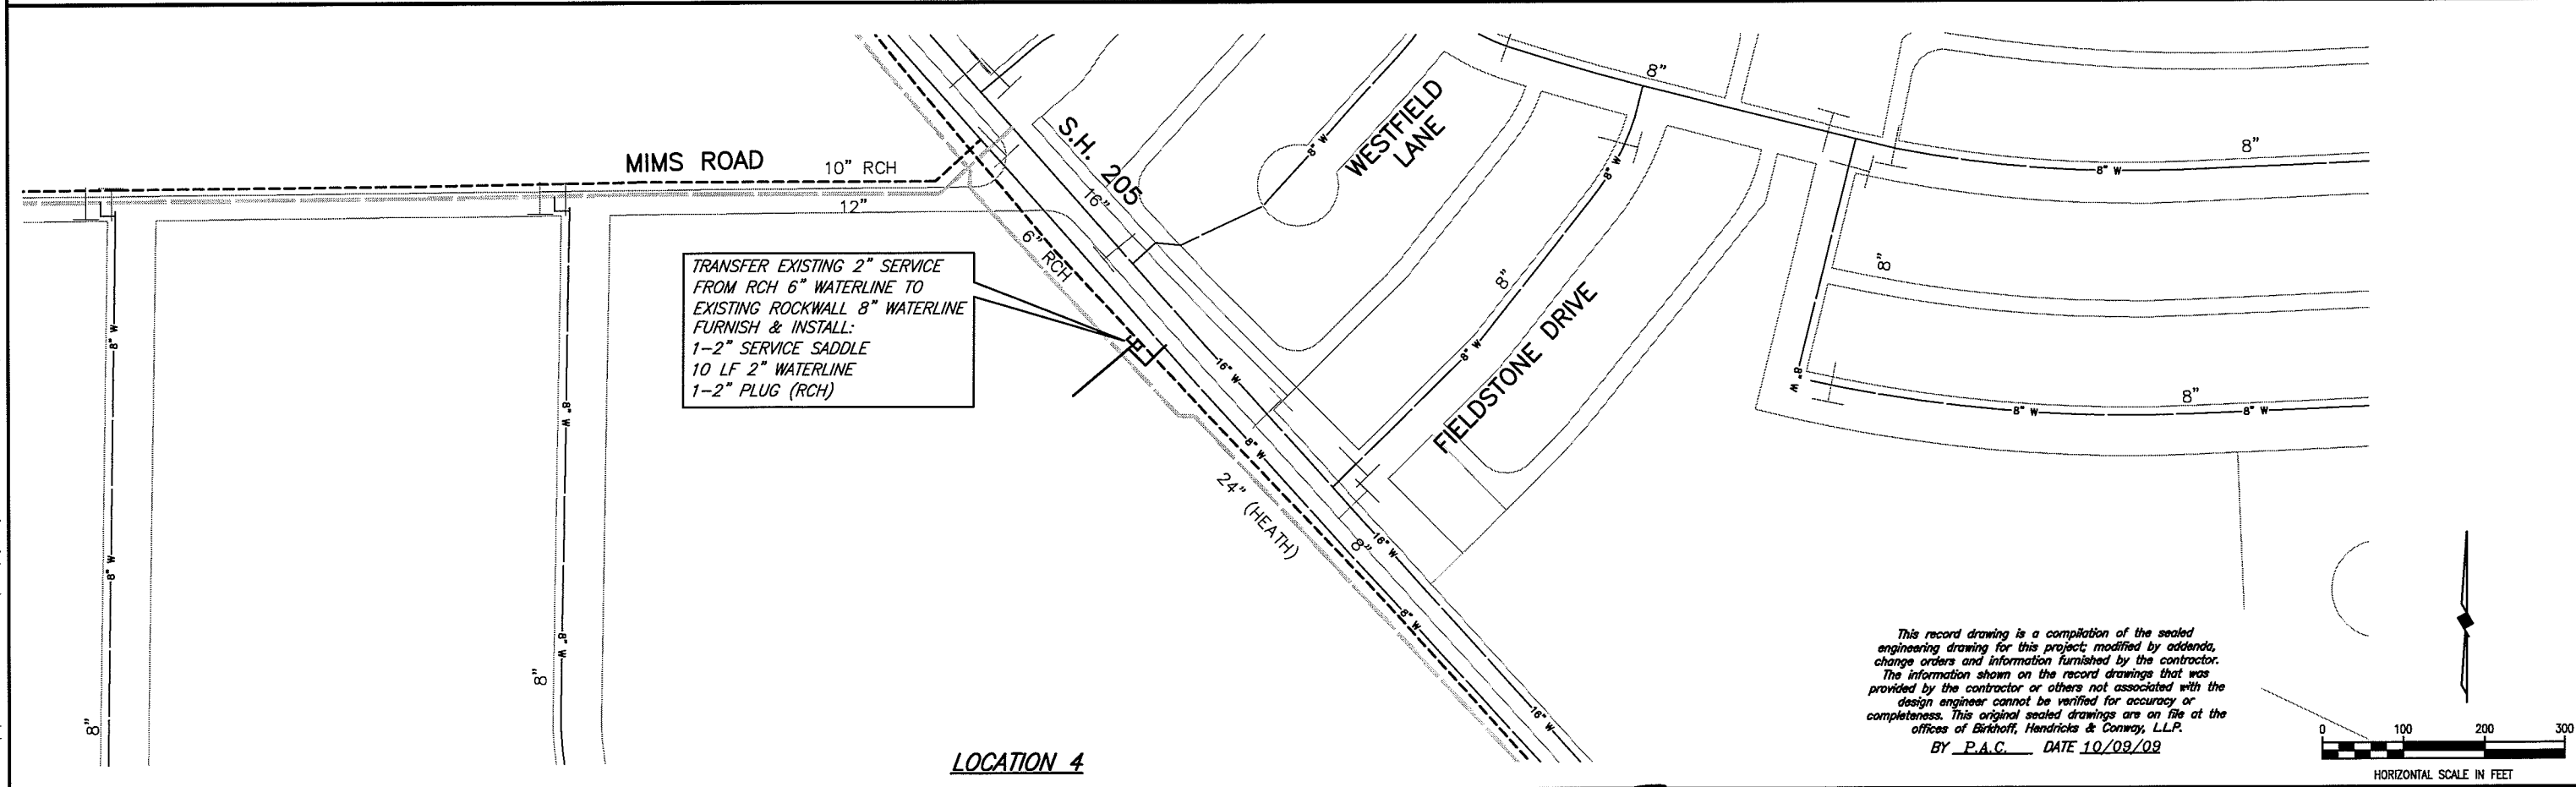 MIMS ROAD
10" RCH
12"
S.H. 205
16"
6" RCH
TRANSFER EXISTING 2" SERVICE
FROM RCH 6" WATERLINE TO
EXISTING ROCKWALL 8" WATERLINE
FURNISH & INSTALL:
1-2" SERVICE SADDLE
10 LF 2" WATERLINE
1-2" PLUG (RCH)
8" W
WESTFIELD
LANE
8"
8" W
8"
FIELDSTONE DRIVE
8" W
8"
8" W
8"
8" W
8"
8" W
8" W
16" W
8" W
24" (HEATH)
8"
16" W
8" W
16" W
8" W
8" W
8"
8" W
8" W
8"
LOCATION 4
This record drawing is a compilation of the sealed
engineering drawing for this project; modified by addenda,
change orders and information furnished by the contractor.
The information shown on the record drawings that was
provided by the contractor or others not associated with the
design engineer cannot be verified for accuracy or
completeness. This original sealed drawings are on file at the
offices of Birkhoff, Hendricks & Conway, L.L.P.
BY P.A.C. DATE 10/09/09
0 100 200 300
HORIZONTAL SCALE IN FEET